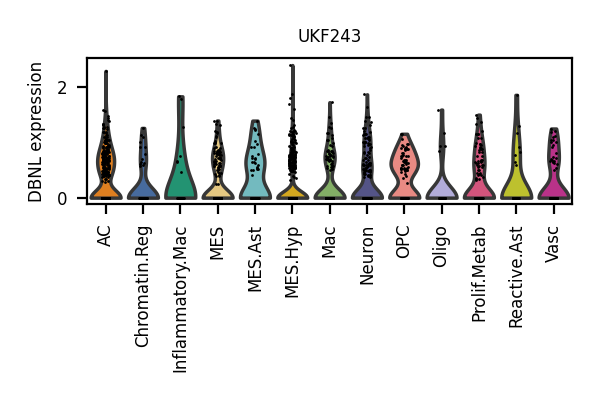 UKF243
DBNL expression
2
0
AC
Chromatin.Reg
Inflammatory.Mac
MES
MES.Ast
MES.Hyp
Mac
Neuron
OPC
Oligo
Prolif.Metab
Reactive.Ast
Vasc